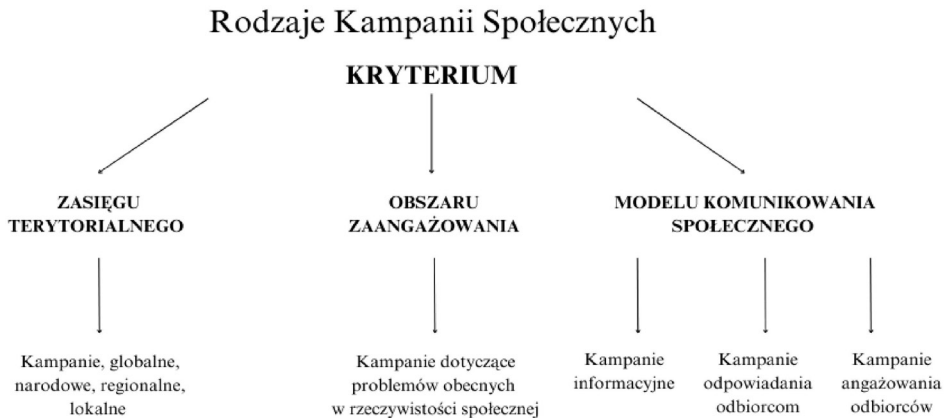 Rodzaje Kampanii Społecznych
KRYTERIUM
ZASIĘGU
TERYTORIALNEGO
OBSZARU
ZAANGAŻOWANIA
MODELU KOMUNIKOWANIA
SPOŁECZNEGO
Kampanie, globalne,
narodowe, regionalne,
lokalne
Kampanie dotyczące
problemów obecnych
w rzeczywistości społecznej
Kampanie
informacyjne
Kampanie
odpowiadania
odbiorcom
Kampanie
angażowania
odbiorców